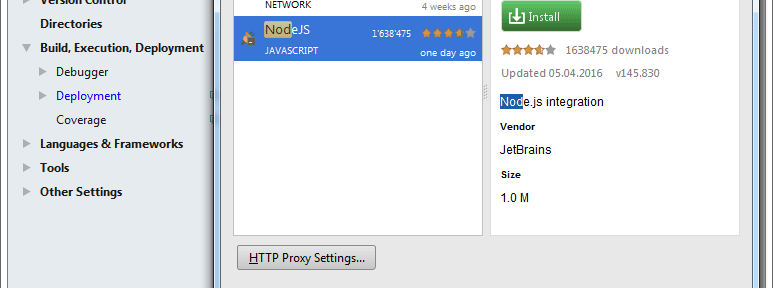 Version Control
Directories
Build, Execution, Deployment
Debugger
Deployment
Coverage
Languages & Frameworks
Tools
Other Settings
NETWORK
4 weeks ago
NodeJS
1'638'475
JAVASCRIPT
one day ago
HTTP Proxy Settings...
Install
1638475 downloads
Updated 05.04.2016 v145.830
Node.js integration
Vendor
JetBrains
Size
1.0 M